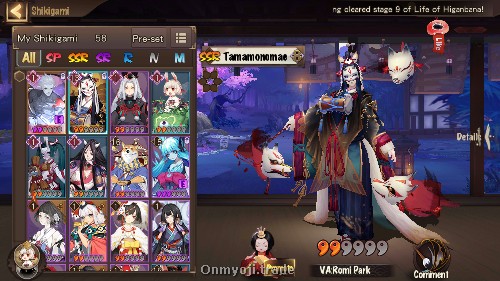 Shikigami
ng cleared stage 9 of Life of Higanbana!
My Shikigami 58 Pre-set
All SP SSR SR R N M
SSR Tamamonomae
Details
999999
VA:Romi Park
Comment
Onmyoji.trade